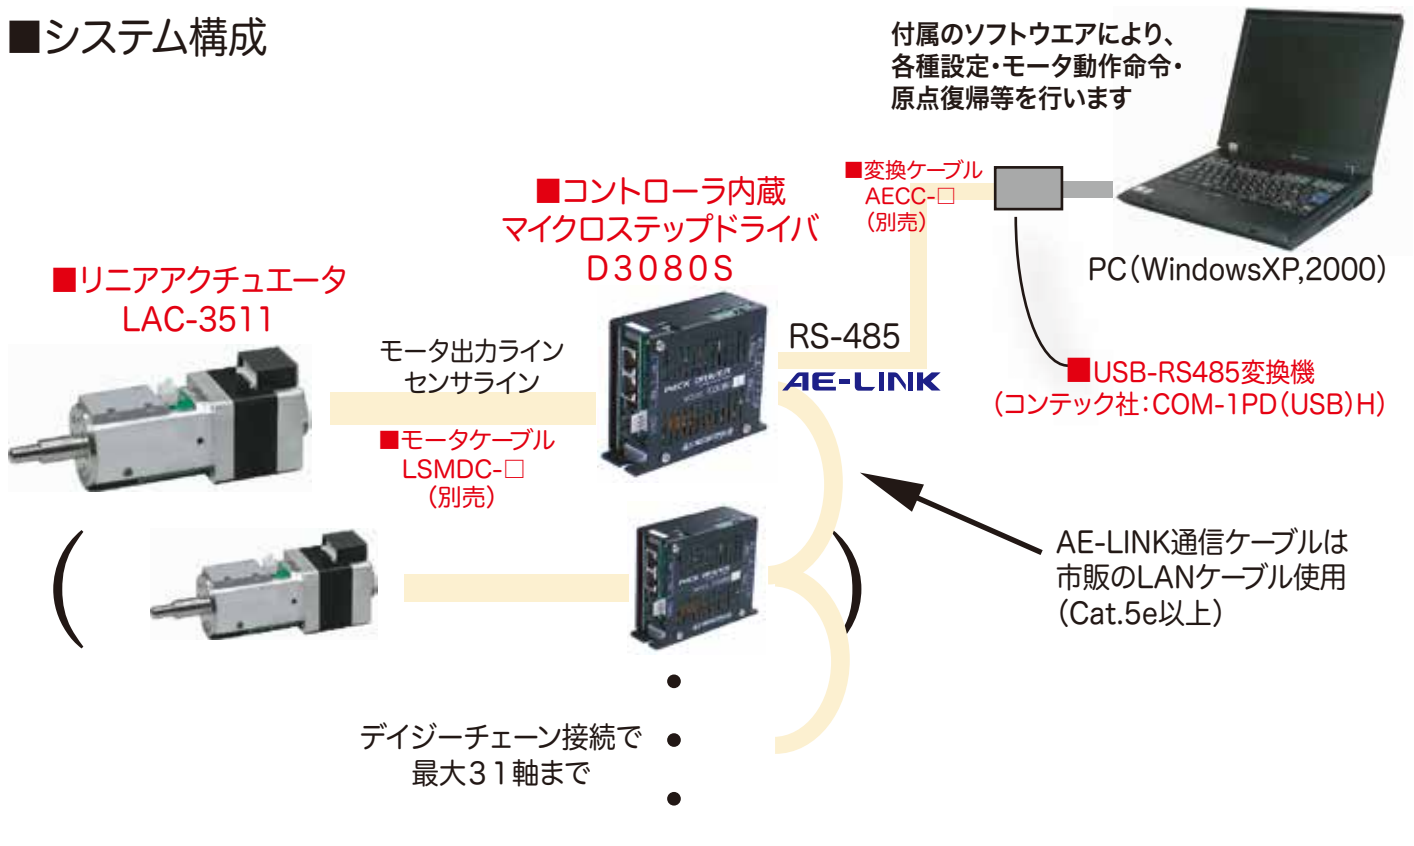 ■システム構成
付属のソフトウエアにより、
各種設定・モータ動作命令・
原点復帰等を行います
■変換ケーブル
AECC-□
（別売）
■コントローラ内蔵
マイクロステップドライバ
D3080S
PC（WindowsXP,2000）
■リニアアクチュエータ
LAC-3511
モータ出力ライン
センサライン
RS-485
AE-LINK
■USB-RS485変換機
（コンテック社：COM-1PD（USB）H）
■モータケーブル
LSMDC-□
（別売）
AE-LINK通信ケーブルは
市販のLANケーブル使用
（Cat.5e以上）
デイジーチェーン接続で
最大31軸まで